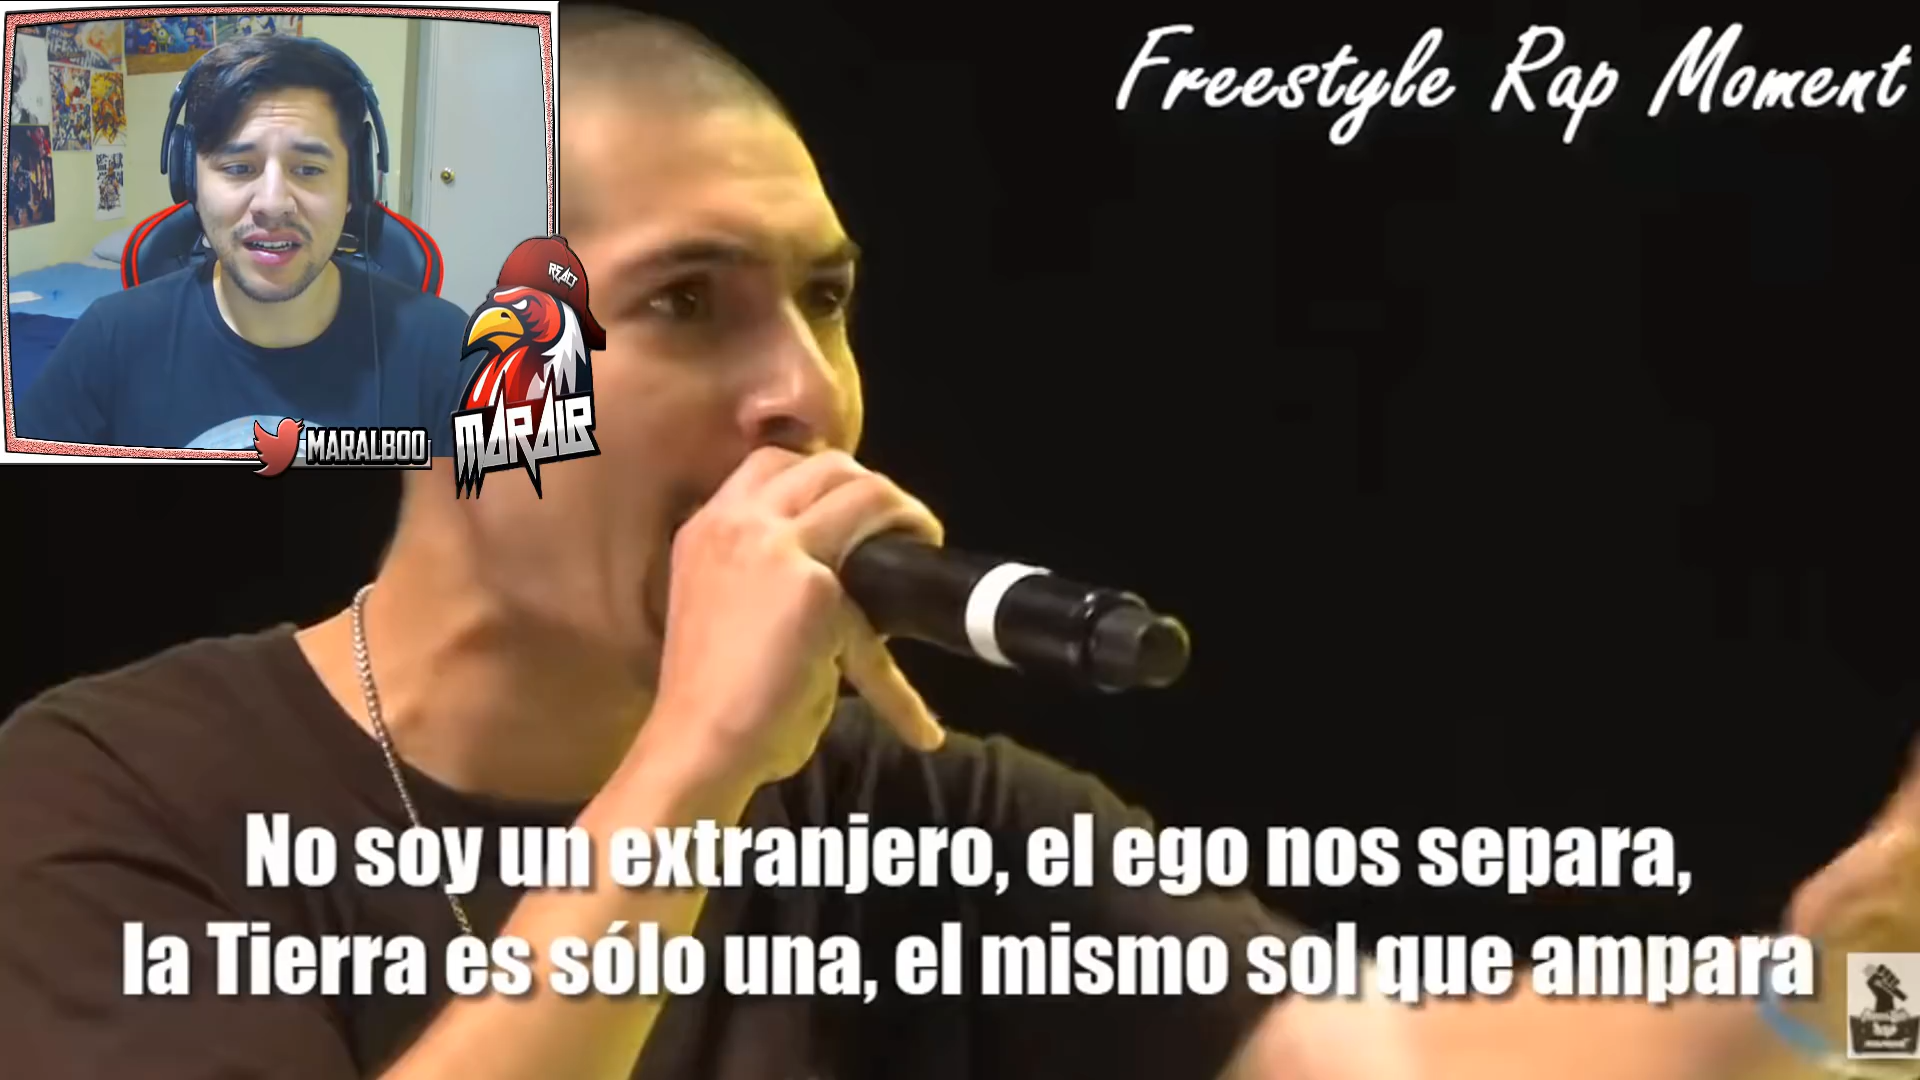 Freestyle Rap Moment
REACT
MARALB
MARALBOO
No soy un extranjero, el ego nos separa,
la Tierra es sólo una, el mismo sol que ampara